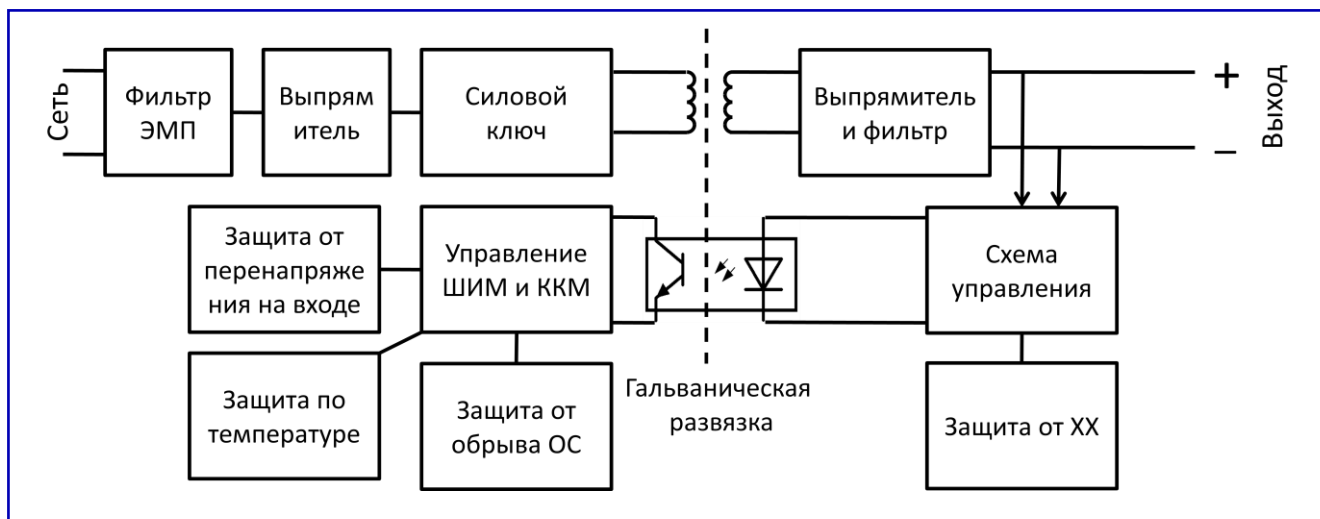 Сеть
Фильтр
ЭМП
Выпрям
итель
Силовой
ключ
Выпрямитель
и фильтр
+
–
Выход
Защита от
перенапряже
ния на входе
Управление
ШИМ и ККМ
Схема
управления
Защита по
температуре
Защита от
обрыва ОС
Гальваническая
развязка
Защита от ХХ